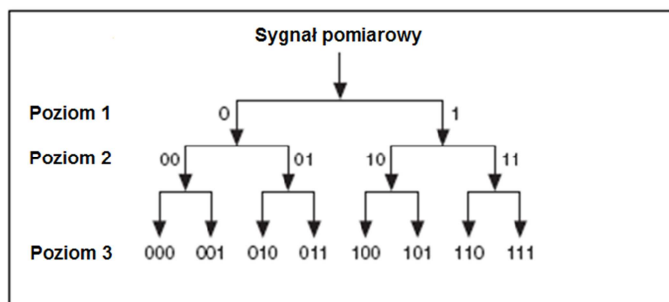 Sygnał pomiarowy
Poziom 1 0 1
Poziom 2 00 01 10 11
Poziom 3 000 001 010 011 100 101 110 111